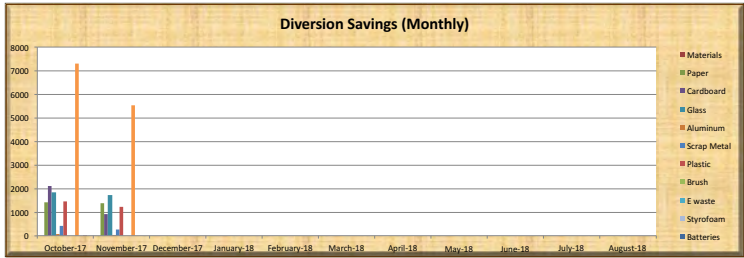 Diversion Savings (Monthly)
8000
7000
6000
5000
4000
3000
2000
1000
0
October-17 November-17 December-17 January-18 February-18 March-18 April-18 May-18 June-18 July-18 August-18
Materials
Paper
Cardboard
Glass
Aluminum
Scrap Metal
Plastic
Brush
E waste
Styrofoam
Batteries